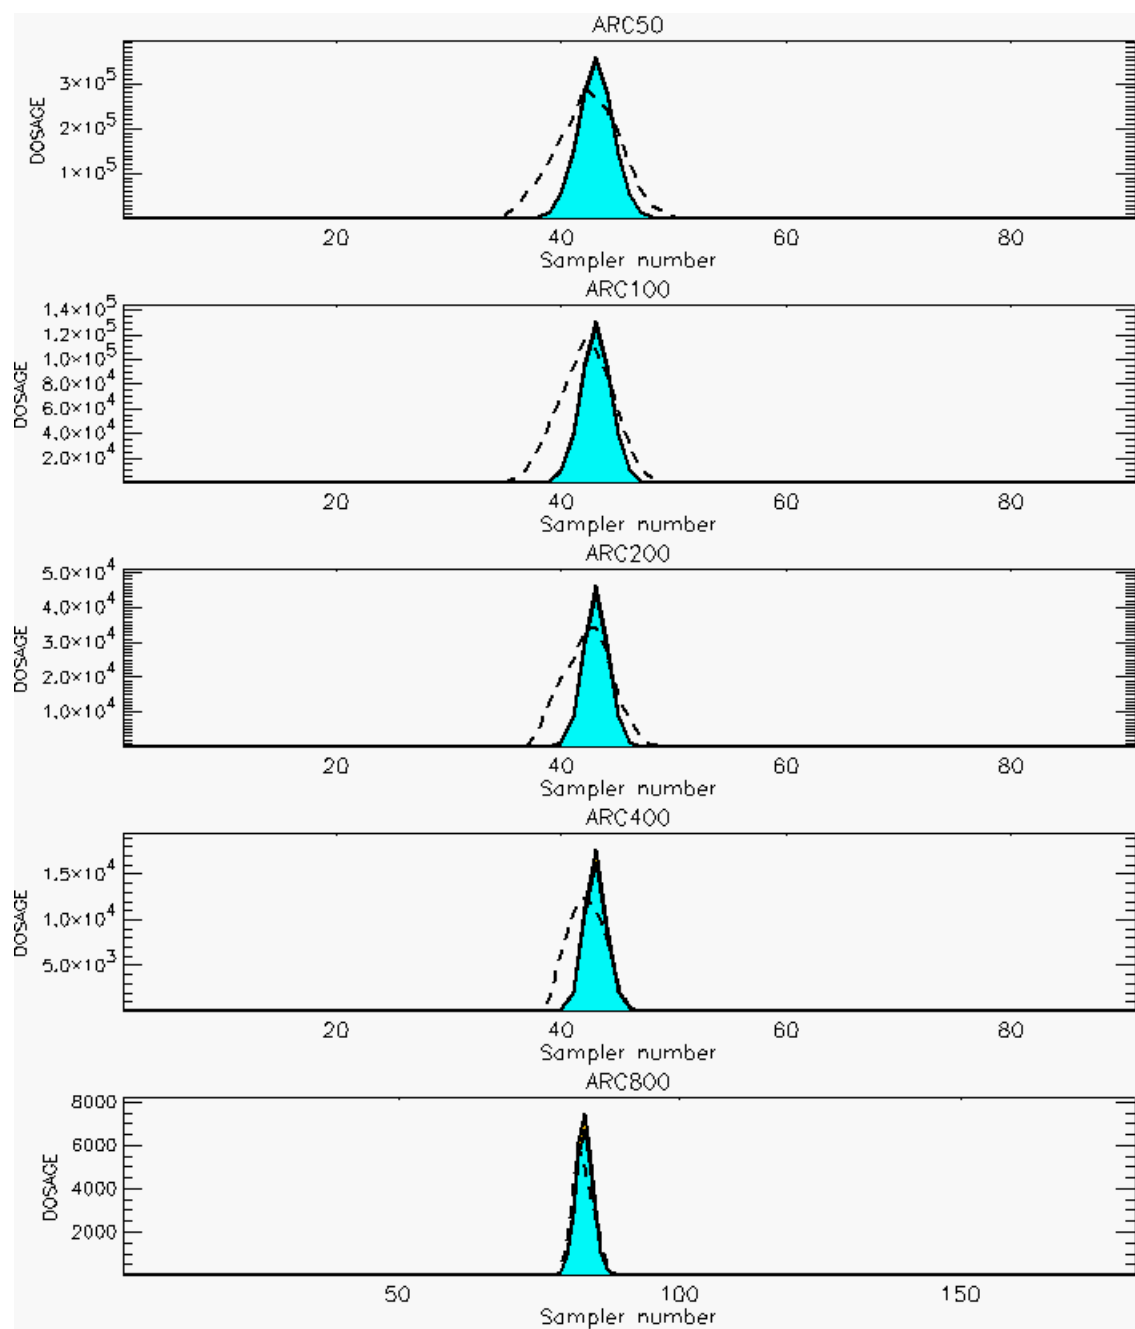 ARC50
3×10⁵
2×10⁵
1×10⁵
DOSAGE
20 40 60 80
Sampler number
ARC100
1.4×10⁵
1.2×10⁵
1.0×10⁵
8.0×10⁴
6.0×10⁴
4.0×10⁴
2.0×10⁴
DOSAGE
20 40 60 80
Sampler number
ARC200
5.0×10⁴
4.0×10⁴
3.0×10⁴
2.0×10⁴
1.0×10⁴
DOSAGE
20 40 60 80
Sampler number
ARC400
1.5×10⁴
1.0×10⁴
5.0×10³
DOSAGE
20 40 60 80
Sampler number
ARC800
8000
6000
4000
2000
DOSAGE
50 100 150
Sampler number